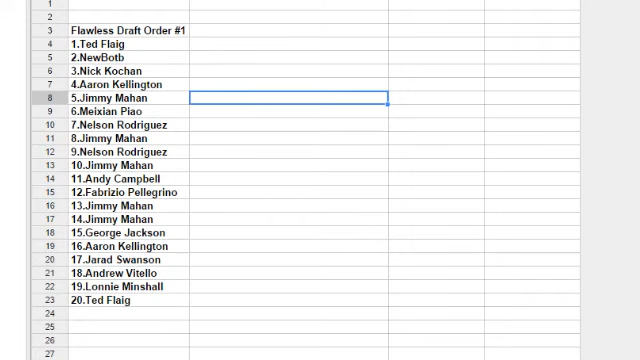 1
2
3 Flawless Draft Order #1
4 1.Ted Flaig
5 2.NewBotb
6 3.Nick Kochan
7 4.Aaron Kellington
8 5.Jimmy Mahan
9 6.Meixian Piao
10 7.Nelson Rodriguez
11 8.Jimmy Mahan
12 9.Nelson Rodriguez
13 10.Jimmy Mahan
14 11.Andy Campbell
15 12.Fabrizio Pellegrino
16 13.Jimmy Mahan
17 14.Jimmy Mahan
18 15.George Jackson
19 16.Aaron Kellington
20 17.Jarad Swanson
21 18.Andrew Vitello
22 19.Lonnie Minshall
23 20.Ted Flaig
24
25
26
27